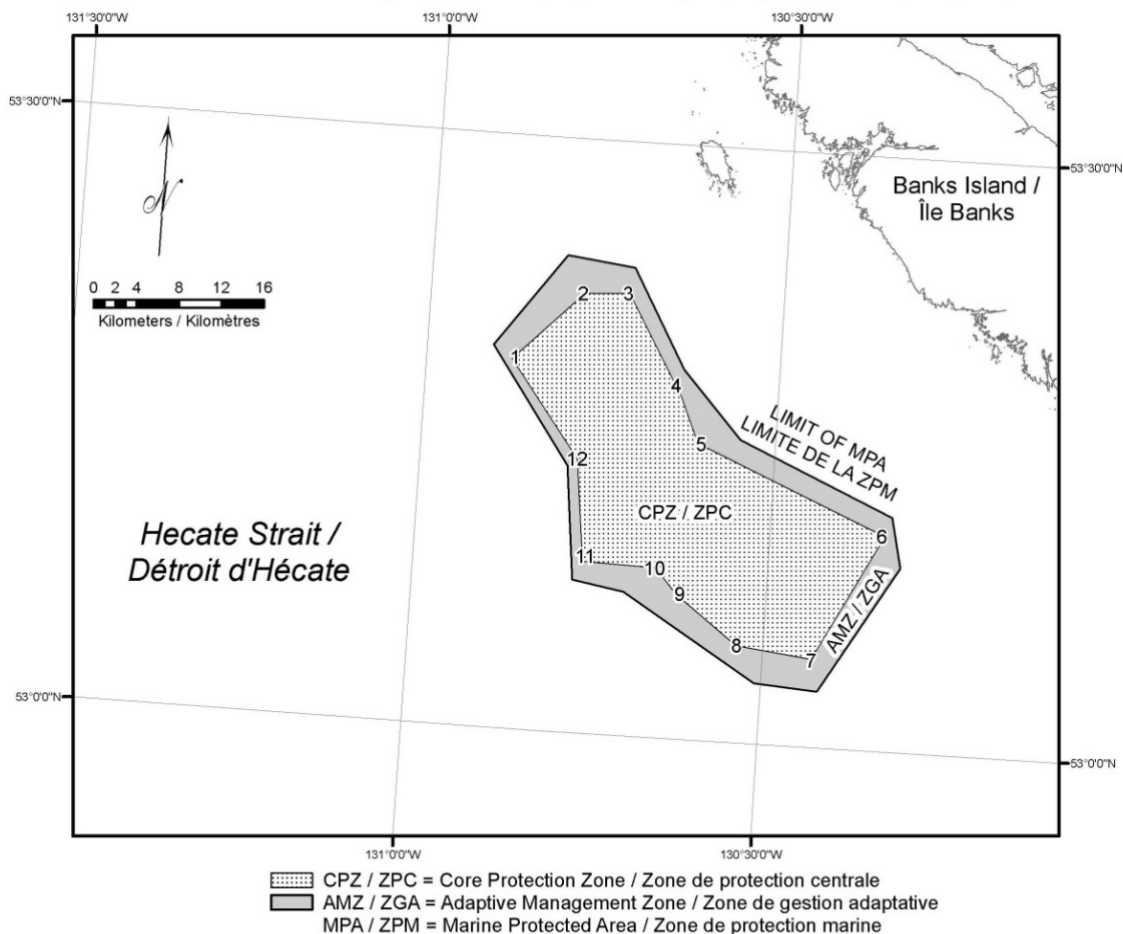 131°30'0"W
131°0'0"W
130°30'0"W
53°30'0"N
53°30'0"N
Banks Island /
Île Banks
N
0 2 4 8 12 16
Kilometers / Kilomètres
2
3
1
4
LIMIT OF MPA
LIMITE DE LA ZPM
5
12
CPZ / ZPC
6
Hecate Strait /
Détroit d'Hécate
11
10
AMZ / ZGA
9
8
7
53°0'0"N
53°0'0"N
131°0'0"W
130°30'0"W
CPZ / ZPC = Core Protection Zone / Zone de protection centrale
AMZ / ZGA = Adaptive Management Zone / Zone de gestion adaptative
MPA / ZPM = Marine Protected Area / Zone de protection marine